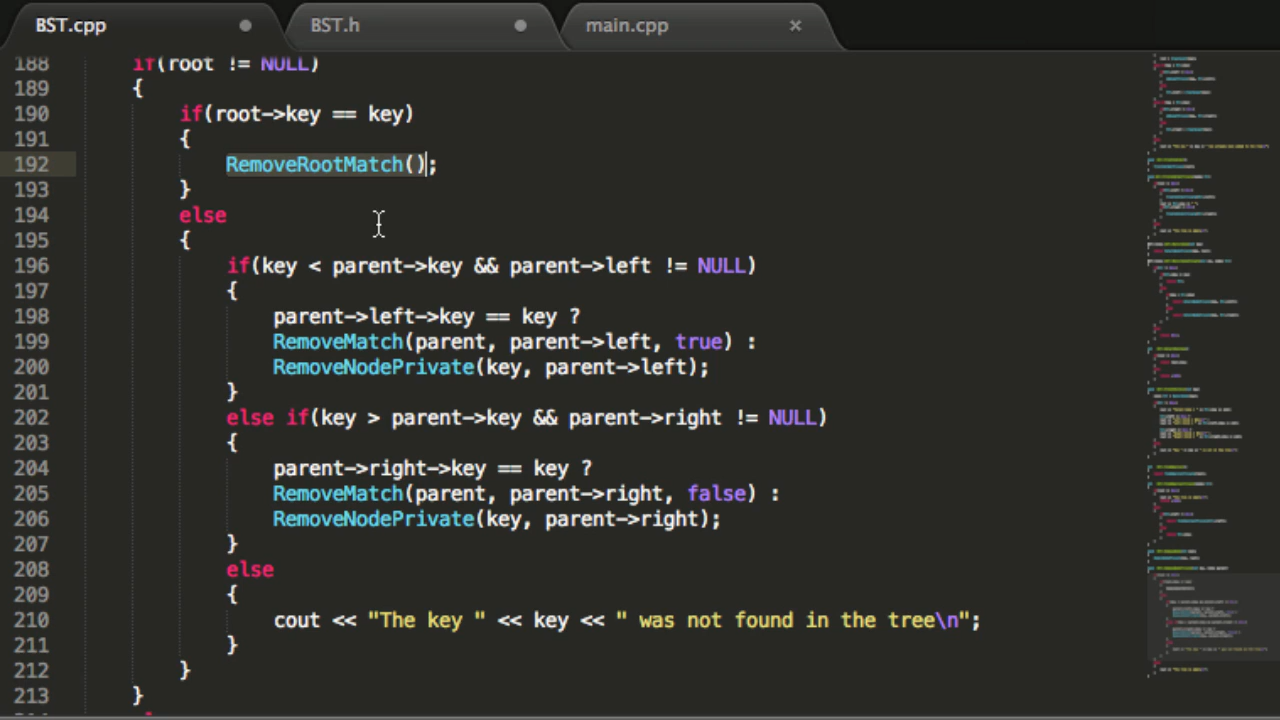 BST.cpp
BST.h
main.cpp
188 if(root != NULL)
189 {
190 if(root->key == key)
191 {
192 RemoveRootMatch();
193 }
194 else
195 {
196 if(key < parent->key && parent->left != NULL)
197 {
198 parent->left->key == key ?
199 RemoveMatch(parent, parent->left, true) :
200 RemoveNodePrivate(key, parent->left);
201 }
202 else if(key > parent->key && parent->right != NULL)
203 {
204 parent->right->key == key ?
205 RemoveMatch(parent, parent->right, false) :
206 RemoveNodePrivate(key, parent->right);
207 }
208 else
209 {
210 cout << "The key " << key << " was not found in the tree\n";
211 }
212 }
213 }